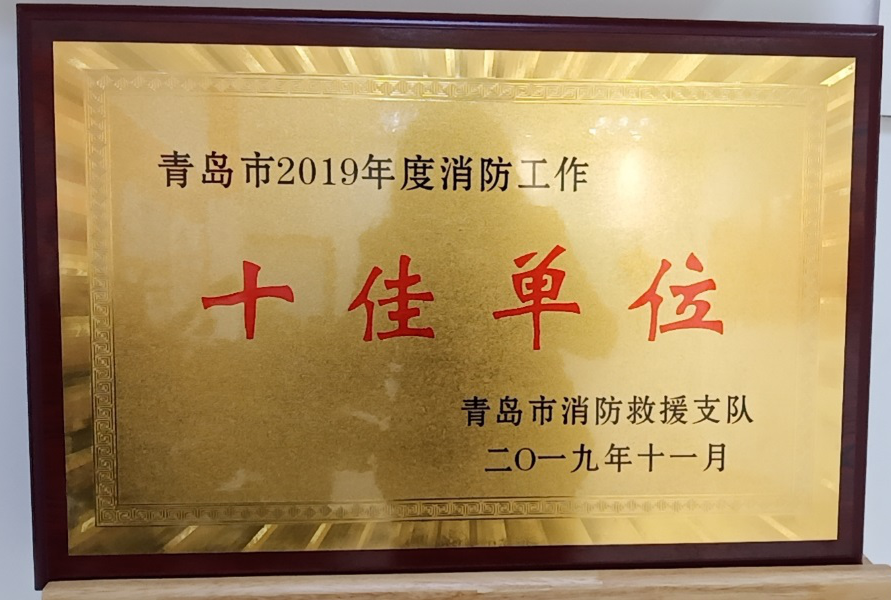 青岛市2019年度消防工作
十佳单位
青岛市消防救援支队
二〇一九年十一月